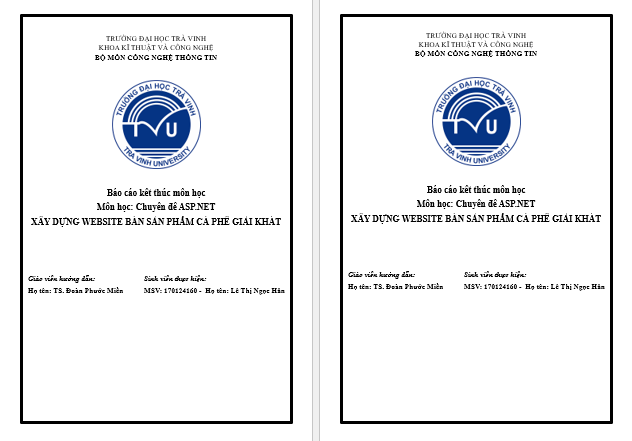 TRƯỜNG ĐẠI HỌC TRÀ VINH
KHOA KĨ THUẬT VÀ CÔNG NGHỆ
BỘ MÔN CÔNG NGHỆ THÔNG TIN
TRƯỜNG ĐẠI HỌC TRÀ VINH
TVU
TRA VINH UNIVERSITY
Báo cáo kết thúc môn học
Môn học: Chuyên đề ASP.NET
XÂY DỰNG WEBSITE BÁN SẢN PHẨM CÀ PHÊ GIẢI KHÁT
Giáo viên hướng dẫn:
Sinh viên thực hiện:
Họ tên: TS. Đoàn Phước Miền
MSV: 170124160 - Họ tên: Lê Thị Ngọc Hân
TRƯỜNG ĐẠI HỌC TRÀ VINH
KHOA KĨ THUẬT VÀ CÔNG NGHỆ
BỘ MÔN CÔNG NGHỆ THÔNG TIN
TRƯỜNG ĐẠI HỌC TRÀ VINH
TVU
TRA VINH UNIVERSITY
Báo cáo kết thúc môn học
Môn học: Chuyên đề ASP.NET
XÂY DỰNG WEBSITE BÁN SẢN PHẨM CÀ PHÊ GIẢI KHÁT
Giáo viên hướng dẫn:
Sinh viên thực hiện:
Họ tên: TS. Đoàn Phước Miền
MSV: 170124160 - Họ tên: Lê Thị Ngọc Hân